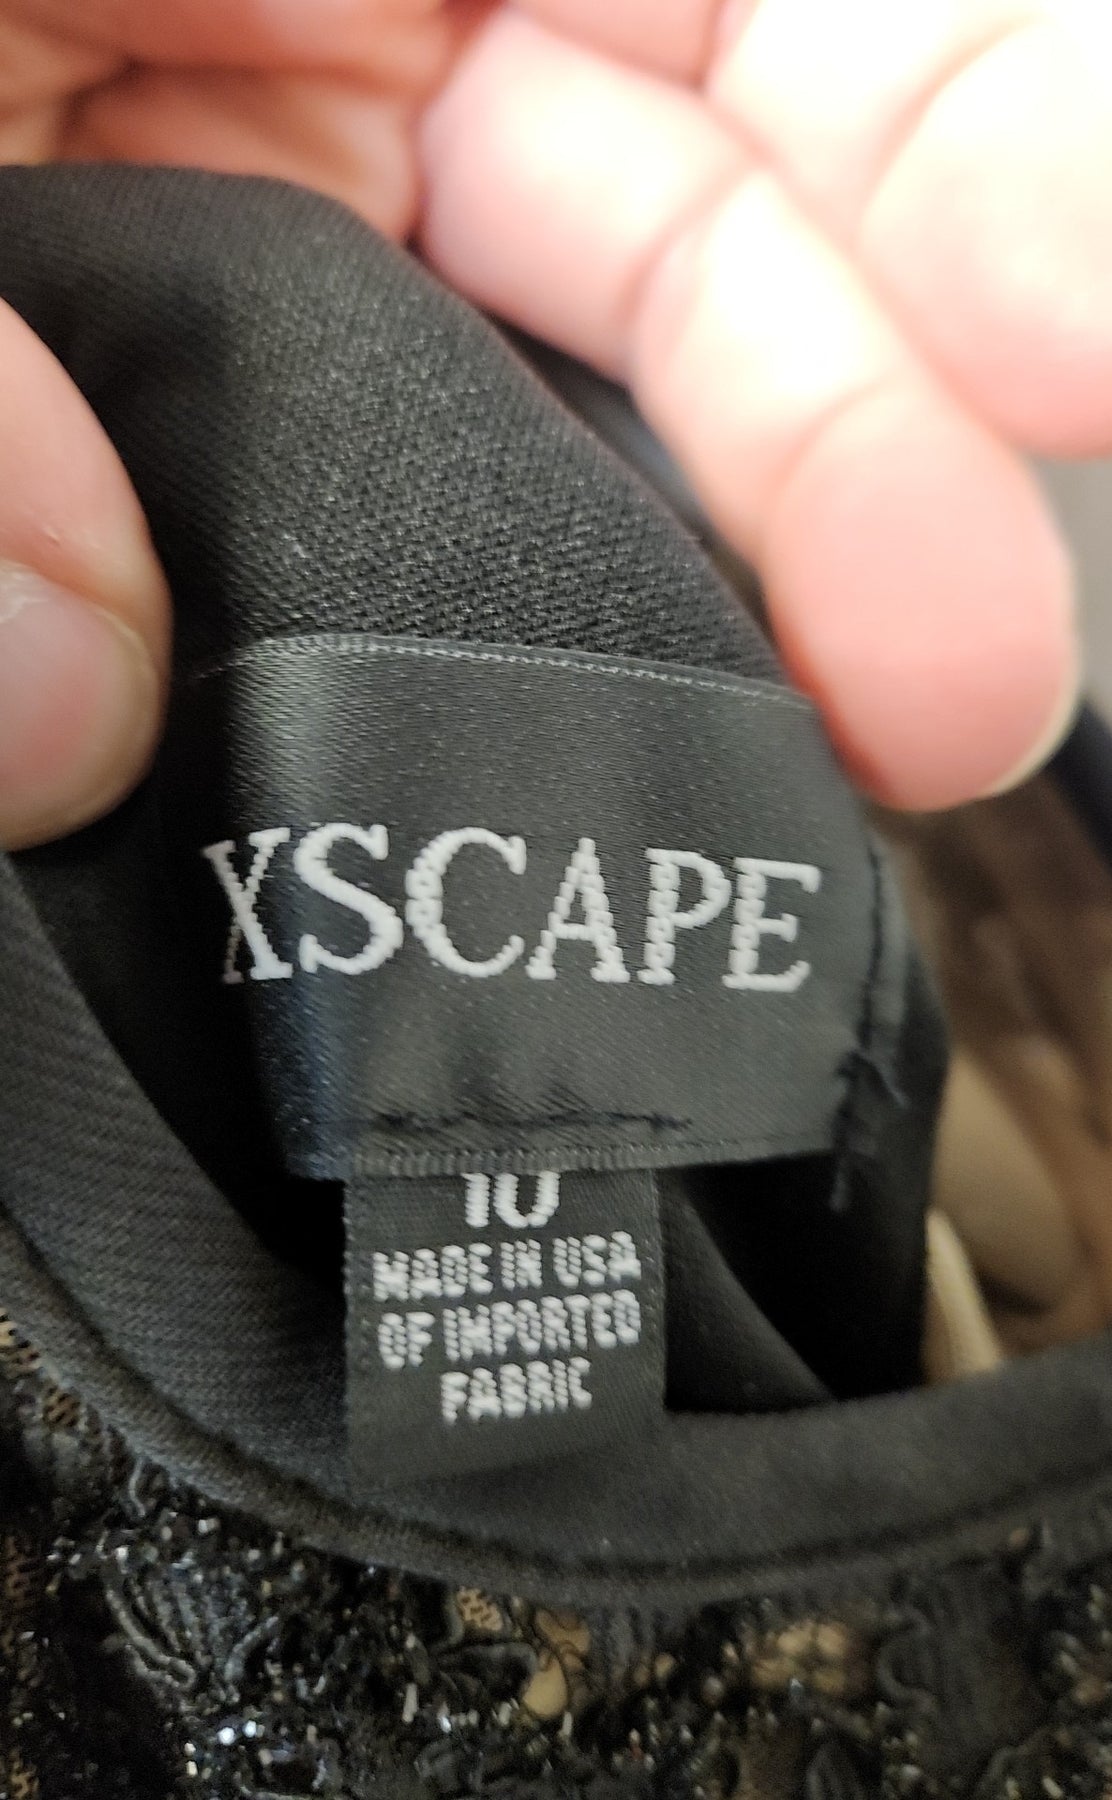 XSCAPE
10
MADE IN USA
OF IMPORTED
FABRIC